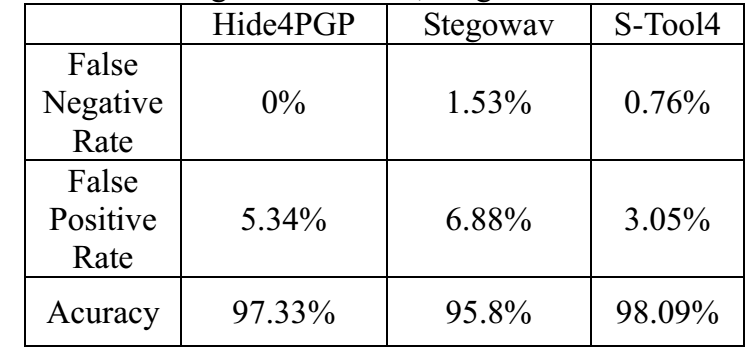 Hide4PGP Stegowav S-Tool4
False
Negative
Rate
0% 1.53% 0.76%
False
Positive
Rate
5.34% 6.88% 3.05%
Acuracy 97.33% 95.8% 98.09%